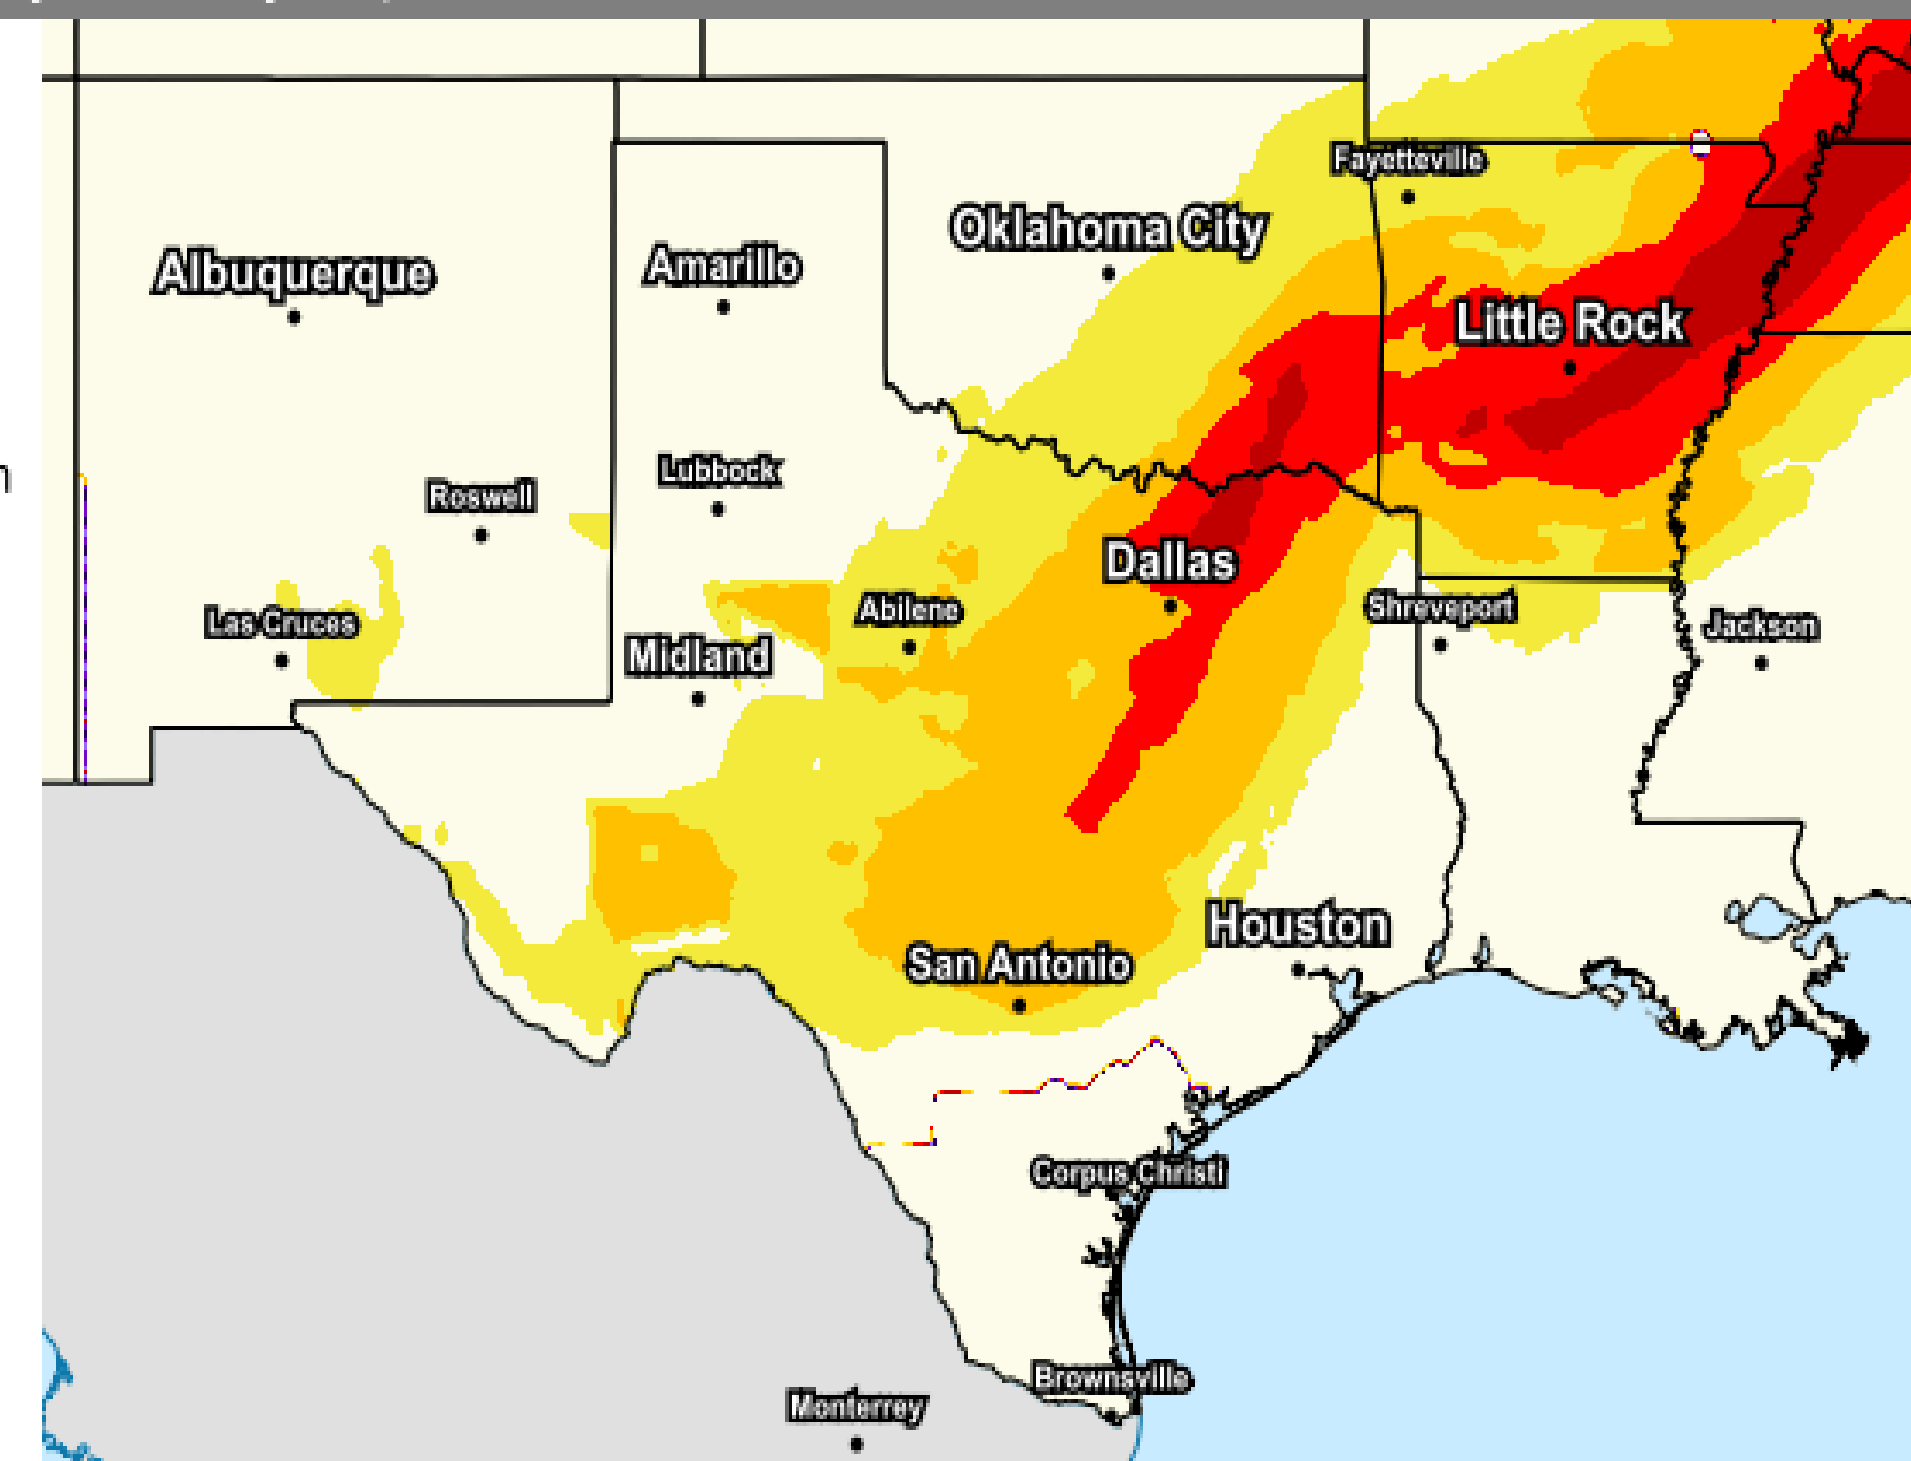 Fayetteville
Oklahoma City
Albuquerque
Amarillo
Little Rock
Lubbock
Roswell
Dallas
Las Cruces
Abilene
Shreveport
Jackson
Midland
Houston
San Antonio
Corpus Christi
Brownsville
Monterrey